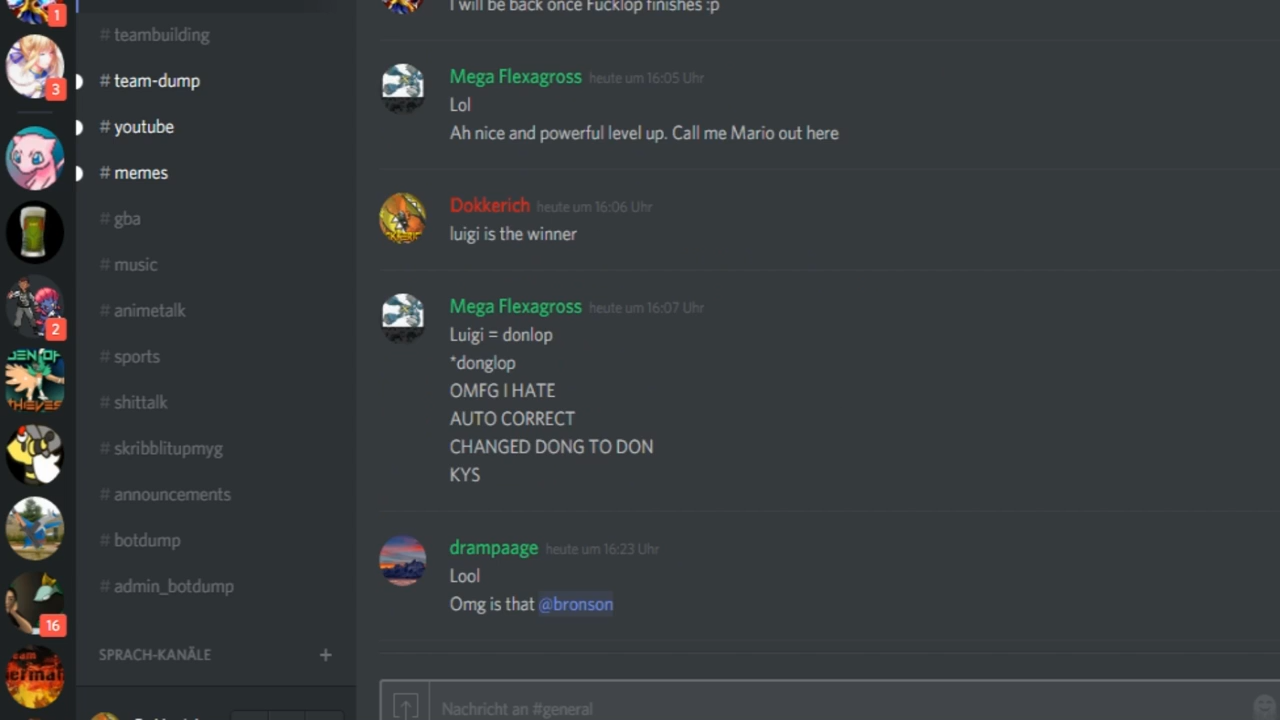 1
3
2
16
# teambuilding
# team-dump
# youtube
# memes
# gba
# music
# animetalk
# sports
# shittalk
# skribblitupmyg
# announcements
# botdump
# admin_botdump
SPRACH-KANÄLE +
I will be back once Fucklop finishes :p
Mega Flexagross heute um 16:05 Uhr
Lol
Ah nice and powerful level up. Call me Mario out here
Dokkerich heute um 16:06 Uhr
luigi is the winner
Mega Flexagross heute um 16:07 Uhr
Luigi = donlop
*donglop
OMFG I HATE
AUTO CORRECT
CHANGED DONG TO DON
KYS
drampaage heute um 16:23 Uhr
Lool
Omg is that @bronson
Nachricht an #general